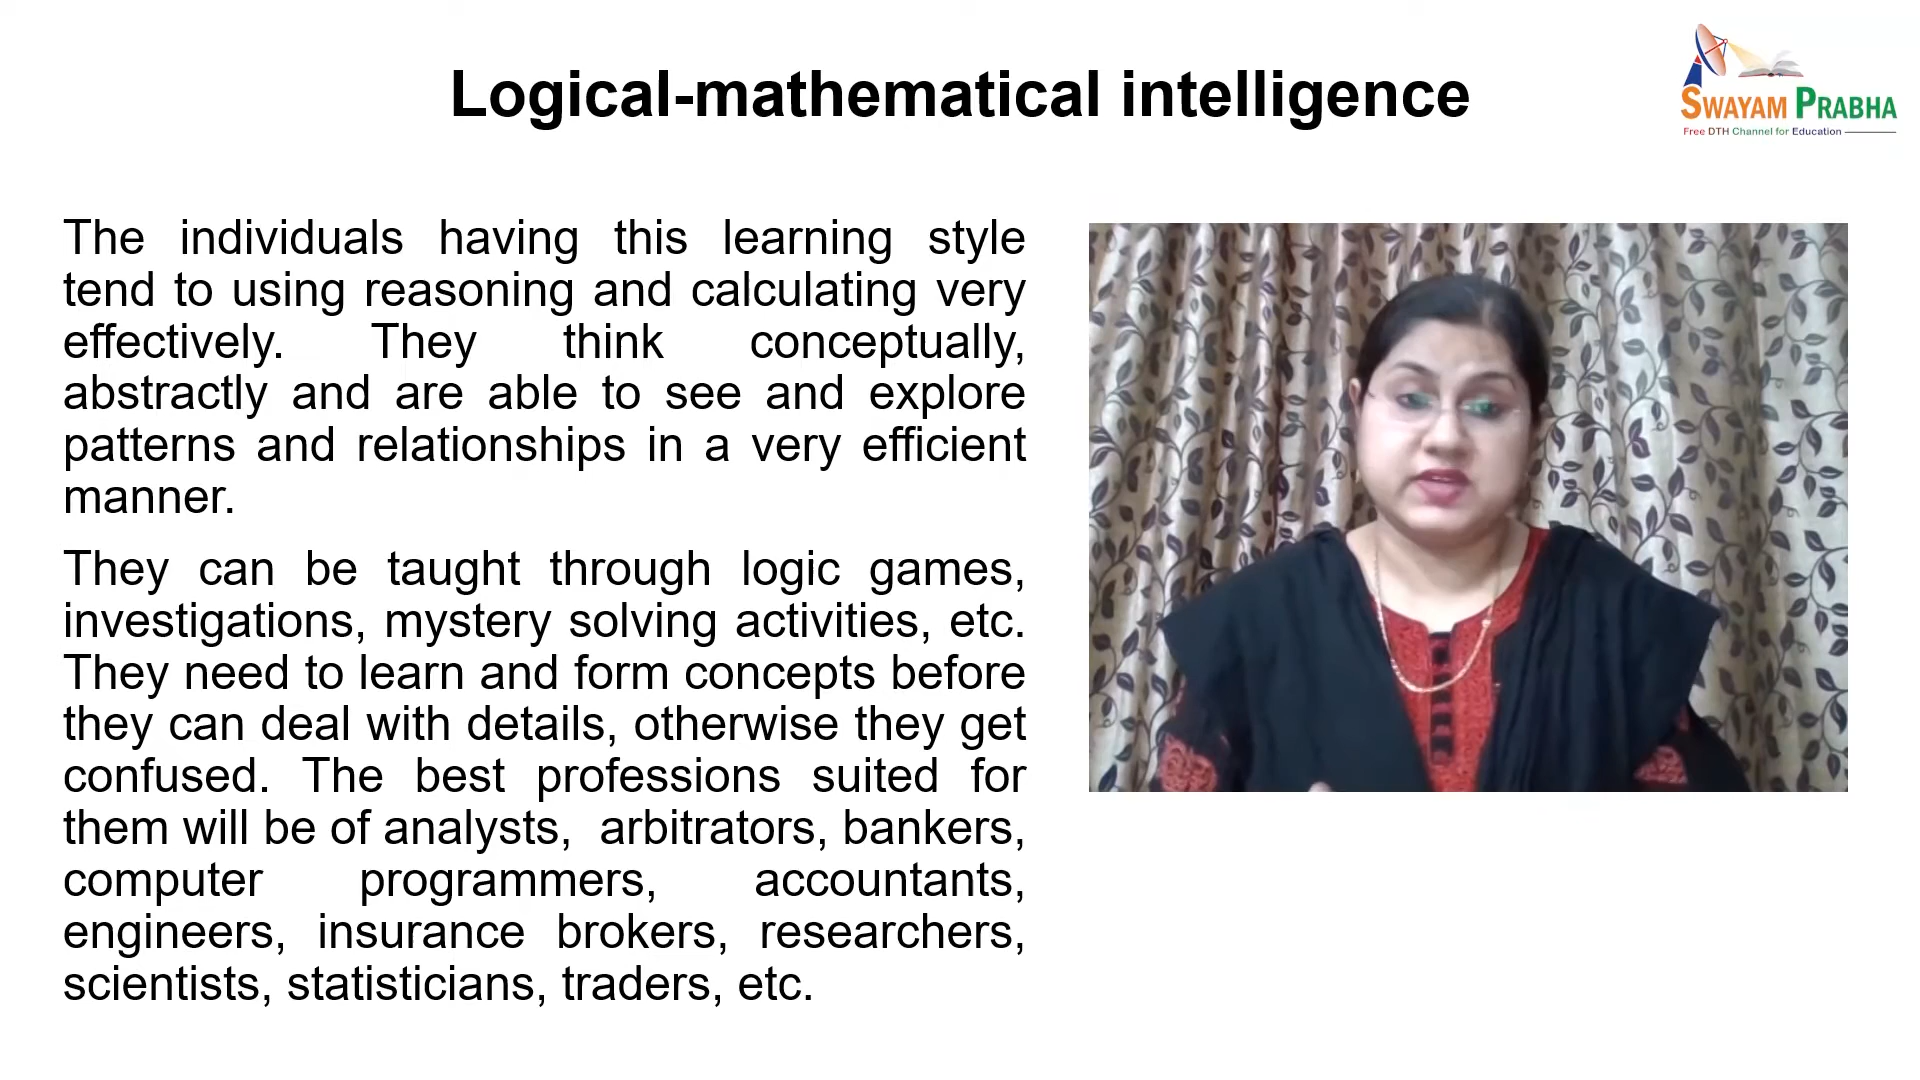 Logical-mathematical intelligence
SWAYAM PRABHA
Free DTH Channel for Education
The individuals having this learning style
tend to using reasoning and calculating very
effectively. They think conceptually,
abstractly and are able to see and explore
patterns and relationships in a very efficient
manner.
They can be taught through logic games,
investigations, mystery solving activities, etc.
They need to learn and form concepts before
they can deal with details, otherwise they get
confused. The best professions suited for
them will be of analysts, arbitrators, bankers,
computer programmers, accountants,
engineers, insurance brokers, researchers,
scientists, statisticians, traders, etc.